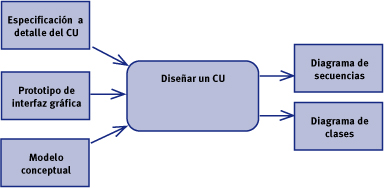 Especificación a
detalle del CU
Prototipo de
interfaz gráfica
Modelo
conceptual
Diseñar un CU
Diagrama de
secuencias
Diagrama de
clases